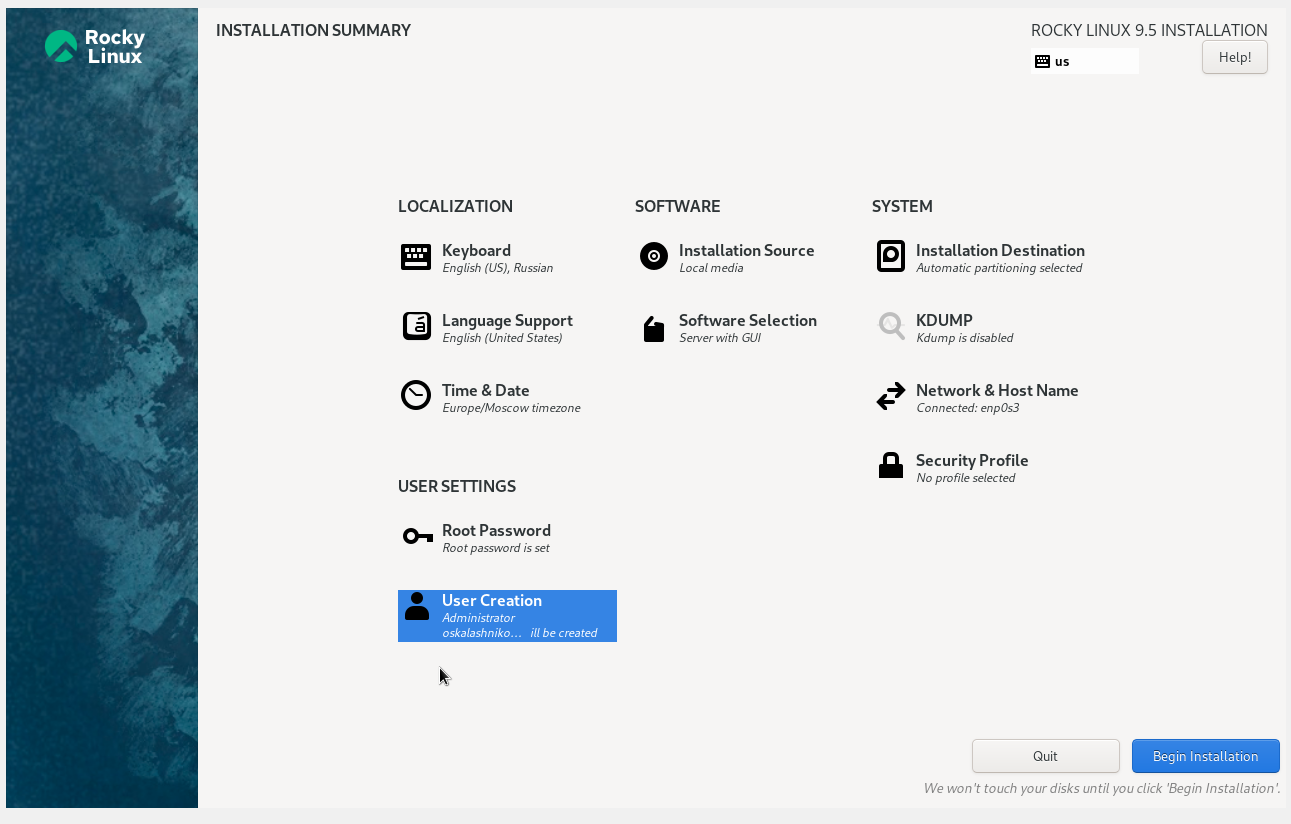 Rocky
Linux
INSTALLATION SUMMARY
ROCKY LINUX 9.5 INSTALLATION
us
Help!
LOCALIZATION
Keyboard
English (US), Russian
Language Support
English (United States)
Time & Date
Europe/Moscow timezone
SOFTWARE
Installation Source
Local media
Software Selection
Server with GUI
SYSTEM
Installation Destination
Automatic partitioning selected
KDUMP
Kdump is disabled
Network & Host Name
Connected: enp0s3
Security Profile
No profile selected
USER SETTINGS
Root Password
Root password is set
User Creation
Administrator
oskalashniko… ill be created
Quit
Begin Installation
We won't touch your disks until you click 'Begin Installation'.